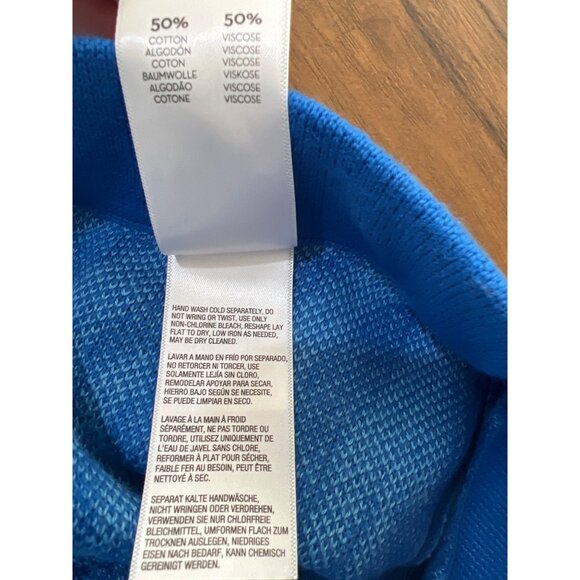 50% 50%
COTTON VISCOSE
ALGODÓN VISCOSE
COTON VISCOSE
BAUMWOLLE VISKOSE
ALGODÃO VISCOSE
COTONE VISCOSE
HAND WASH COLD SEPARATELY, DO
NOT WRING OR TWIST, USE ONLY
NON-CHLORINE BLEACH, RESHAPE LAY
FLAT TO DRY, LOW IRON AS NEEDED,
MAY BE DRY CLEANED.
LAVAR A MANO EN FRÍO POR SEPARADO,
NO RETORCER NI TORCER, USE
SOLAMENTE LEJÍA SIN CLORO,
REMODELAR APOYAR PARA SECAR,
HIERRO BAJO SEGÚN SE NECESITE,
SE PUEDE LIMPIAR EN SECO.
LAVAGE À LA MAIN À FROID
SÉPARÉMENT, NE PAS TORDRE OU
TORDRE, UTILISEZ UNIQUEMENT DE
L'EAU DE JAVEL SANS CHLORE,
REFORMER À PLAT POUR SÉCHER,
FAIBLE FER AU BESOIN, PEUT ÊTRE
NETTOYÉ À SEC.
SEPARAT KALTE HANDWÄSCHE,
NICHT WRINGEN ODER VERDREHEN,
VERWENDEN SIE NUR CHLORFREIE
BLEICHMITTEL, UMFORMEN FLACH ZUM
TROCKNEN AUSLEGEN, NIEDRIGES
EISEN NACH BEDARF, KANN CHEMISCH
GEREINIGT WERDEN.